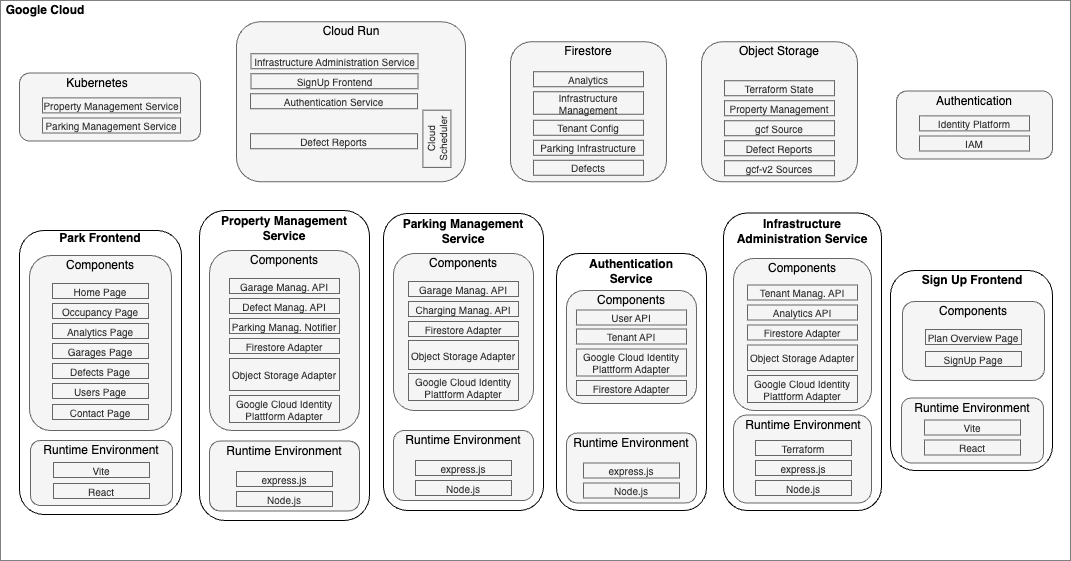 Google Cloud
Kubernetes
Property Management Service
Parking Management Service
Cloud Run
Infrastructure Administration Service
SignUp Frontend
Authentication Service
Defect Reports
Cloud
Scheduler
Firestore
Analytics
Infrastructure
Management
Tenant Config
Parking Infrastructure
Defects
Object Storage
Terraform State
Property Management
gcf Source
Defect Reports
gcf-v2 Sources
Authentication
Identity Platform
IAM
Park Frontend
Components
Home Page
Occupancy Page
Analytics Page
Garages Page
Defects Page
Users Page
Contact Page
Runtime Environment
Vite
React
Property Management
Service
Components
Garage Manag. API
Defect Manag. API
Parking Manag. Notifier
Firestore Adapter
Object Storage Adapter
Google Cloud Identity
Plattform Adapter
Runtime Environment
express.js
Node.js
Parking Management
Service
Components
Garage Manag. API
Charging Manag. API
Firestore Adapter
Object Storage Adapter
Google Cloud Identity
Plattform Adapter
Runtime Environment
express.js
Node.js
Authentication
Service
Components
User API
Tenant API
Google Cloud Identity
Plattform Adapter
Firestore Adapter
Runtime Environment
express.js
Node.js
Infrastructure
Administration Service
Components
Tenant Manag. API
Analytics API
Firestore Adapter
Object Storage Adapter
Google Cloud Identity
Plattform Adapter
Runtime Environment
Terraform
express.js
Node.js
Sign Up Frontend
Components
Plan Overview Page
SignUp Page
Runtime Environment
Vite
React